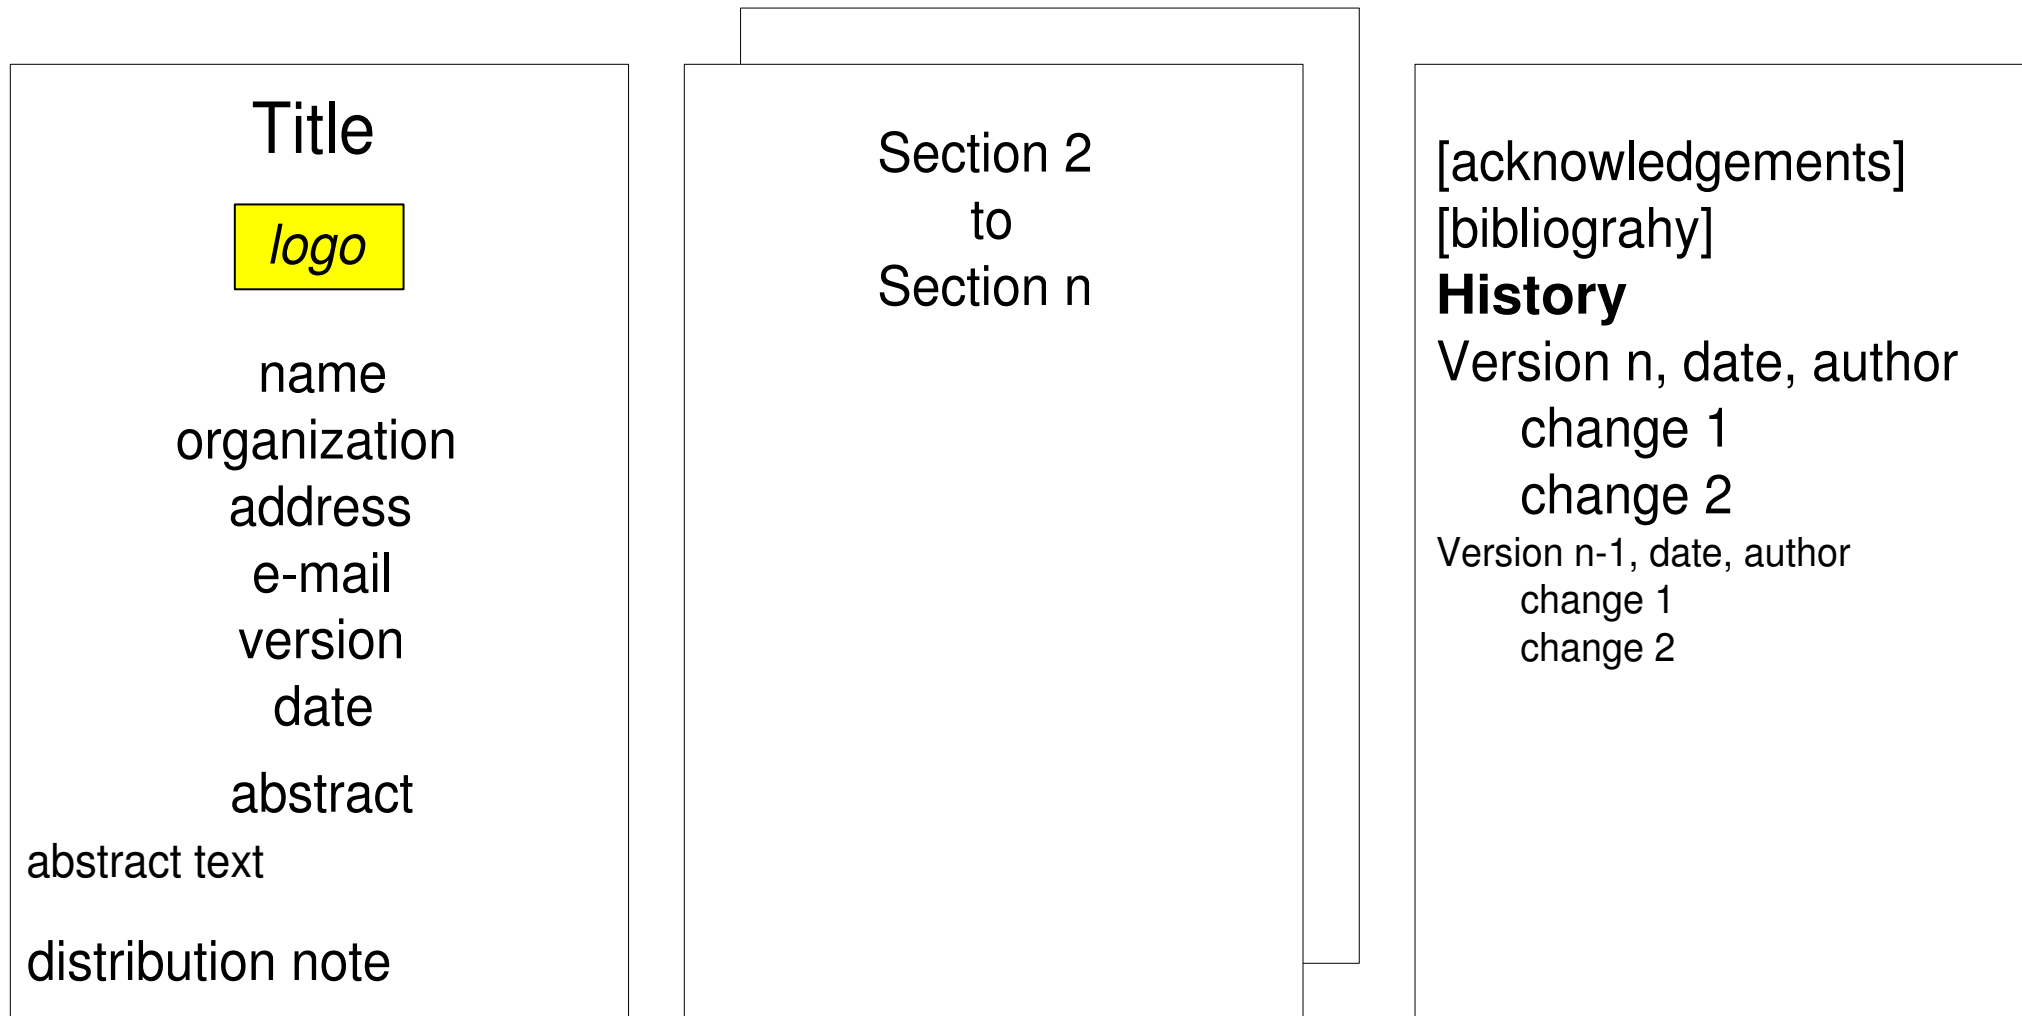 Title
logo
name
organization
address
e-mail
version
date
abstract
abstract text
distribution note
Section 2
to
Section n
[acknowledgements]
[bibliograhy]
History
Version n, date, author
change 1
change 2
Version n-1, date, author
change 1
change 2